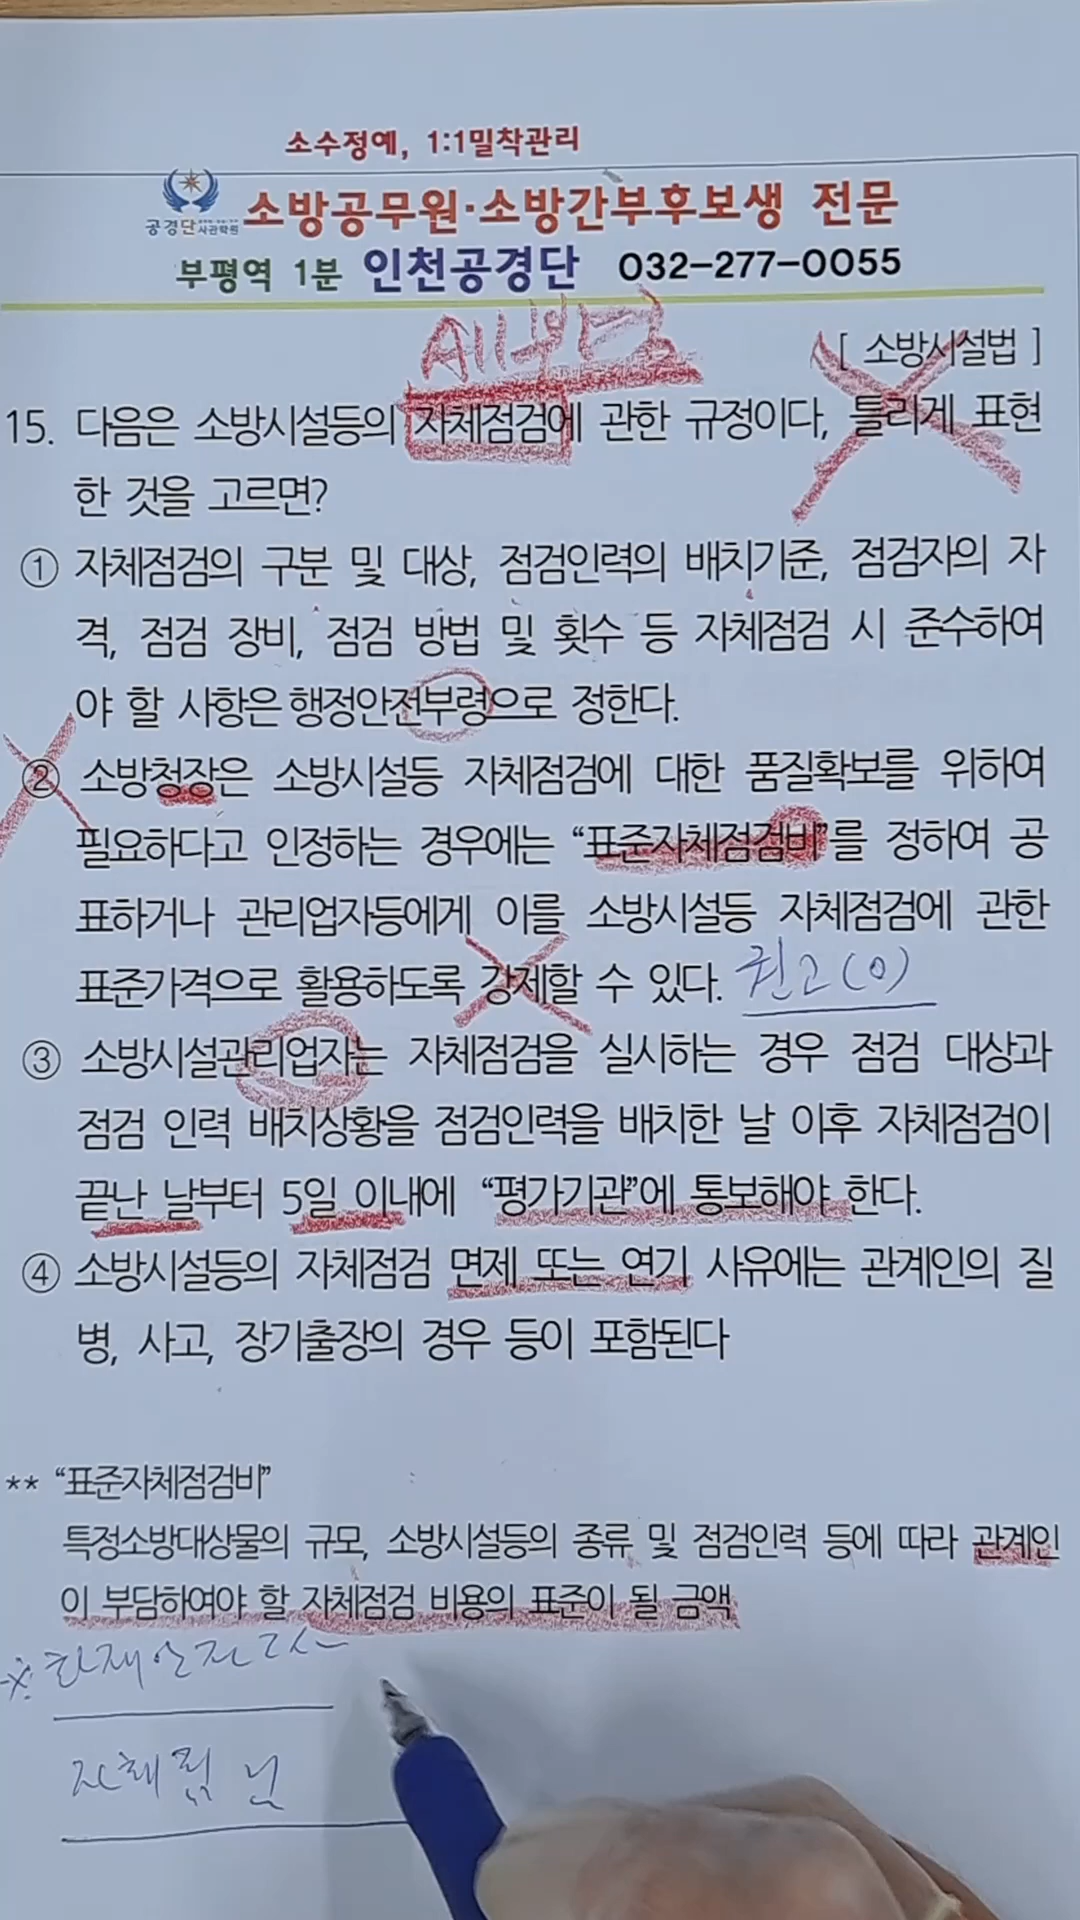 소수정예, 1:1밀착관리
공경단사관학원 소방공무원·소방간부후보생 전문
부평역 1분 인천공경단 032-277-0055
All 부령
[ 소방시설법 ]
15. 다음은 소방시설등의 자체점검에 관한 규정이다, 틀리게 표현
한 것을 고르면?
① 자체점검의 구분 및 대상, 점검인력의 배치기준, 점검자의 자
격, 점검 장비, 점검 방법 및 횟수 등 자체점검 시 준수하여
야 할 사항은 행정안전부령으로 정한다.
② 소방청장은 소방시설등 자체점검에 대한 품질확보를 위하여
필요하다고 인정하는 경우에는 “표준자체점검비”를 정하여 공
표하거나 관리업자등에게 이를 소방시설등 자체점검에 관한
표준가격으로 활용하도록 강제할 수 있다. 권고(O)
③ 소방시설관리업자는 자체점검을 실시하는 경우 점검 대상과
점검 인력 배치상황을 점검인력을 배치한 날 이후 자체점검이
끝난 날부터 5일 이내에 “평가기관”에 통보해야 한다.
④ 소방시설등의 자체점검 면제 또는 연기 사유에는 관계인의 질
병, 사고, 장기출장의 경우 등이 포함된다
** “표준자체점검비”
특정소방대상물의 규모, 소방시설등의 종류 및 점검인력 등에 따라 관계인
이 부담하여야 할 자체점검 비용의 표준이 될 금액
※ 화재안전조사
자체점검